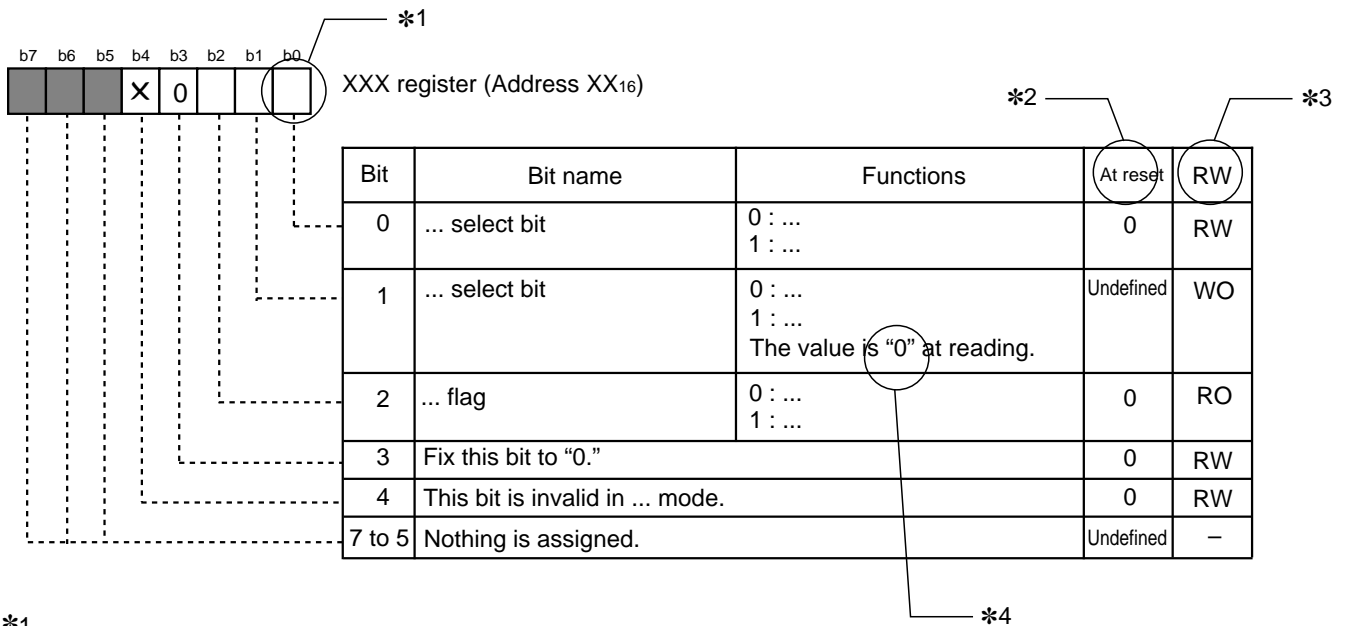 ✽1
b7 b6 b5 b4 b3 b2 b1 b0
X 0
XXX register (Address XX16)
✽2
✽3
Bit Bit name Functions At reset RW
0 ... select bit 0 : ... 0 RW
1 : ...
1 ... select bit 0 : ... Undefined WO
1 : ...
The value is “0” at reading.
2 ... flag 0 : ... 0 RO
1 : ...
3 Fix this bit to “0.” 0 RW
4 This bit is invalid in ... mode. 0 RW
7 to 5 Nothing is assigned. Undefined –
✽4
✽1